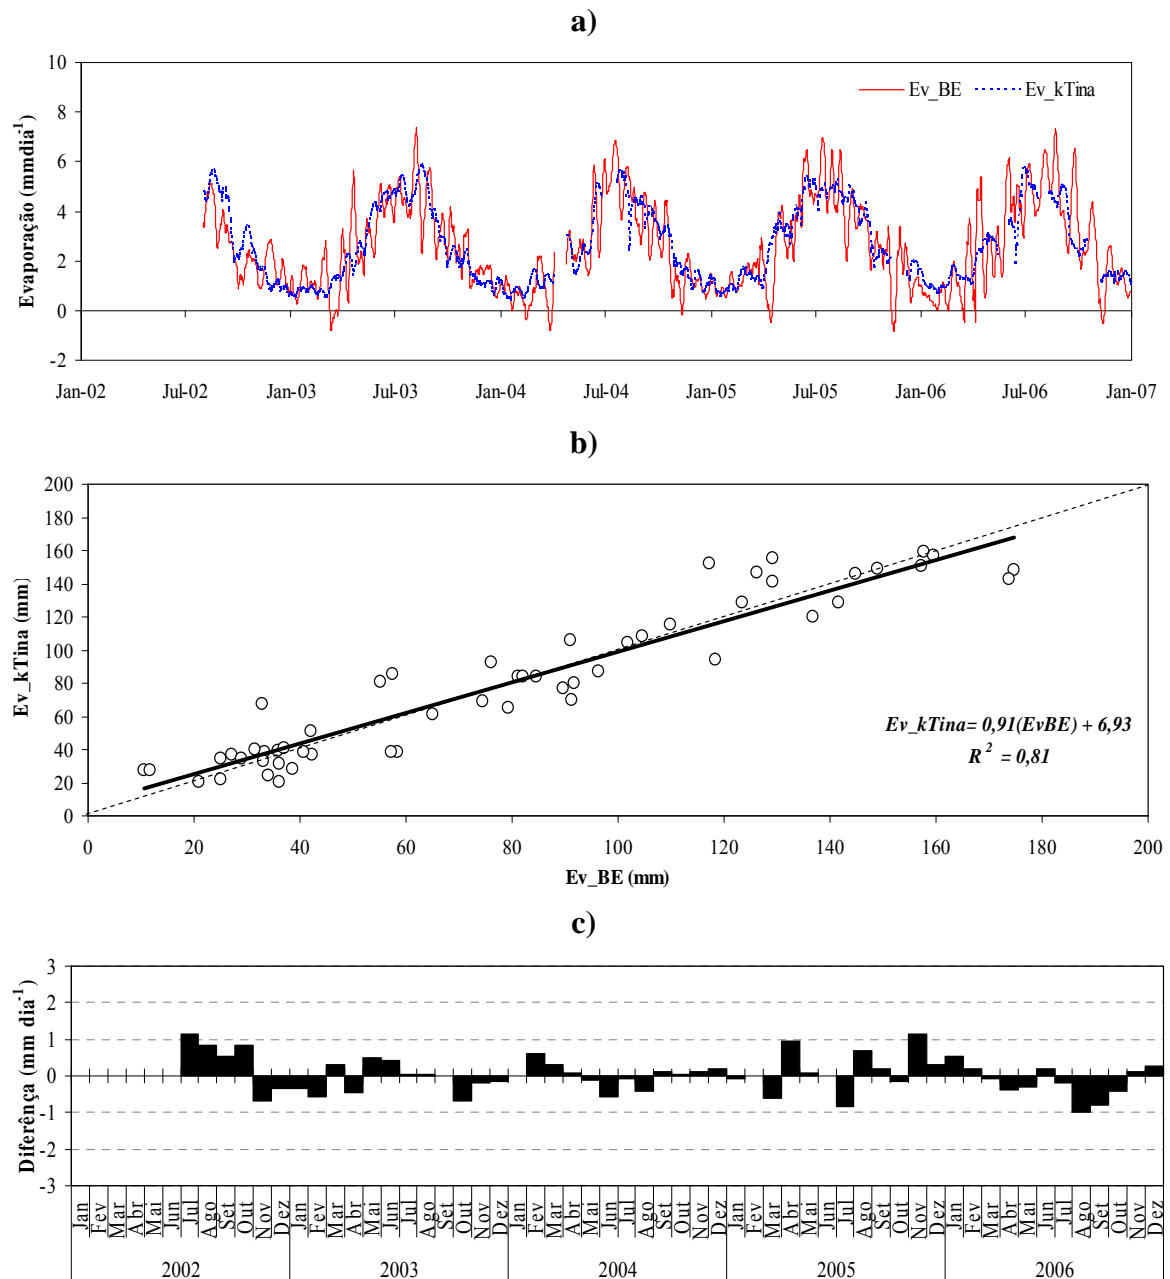 a)
Evaporação (mmdia-1)
10
8
6
4
2
0
-2
Ev_BE Ev_kTina
Jan-02 Jul-02 Jan-03 Jul-03 Jan-04 Jul-04 Jan-05 Jul-05 Jan-06 Jul-06 Jan-07
b)
Ev_kTina (mm)
200
180
160
140
120
100
80
60
40
20
0
Ev_kTina= 0,91(EvBE) + 6,93
R2 = 0,81
0 20 40 60 80 100 120 140 160 180 200
Ev_BE (mm)
c)
Diferênça (mm dia-1)
3
2
1
0
-1
-2
-3
Jan Fev Mar Abr Mai Jun Jul Ago Set Out Nov Dez Jan Fev Mar Abr Mai Jun Jul Ago Set Out Nov Dez Jan Fev Mar Abr Mai Jun Jul Ago Set Out Nov Dez Jan Fev Mar Abr Mai Jun Jul Ago Set Out Nov Dez Jan Fev Mar Abr Mai Jun Jul Ago Set Out Nov Dez
2002 2003 2004 2005 2006